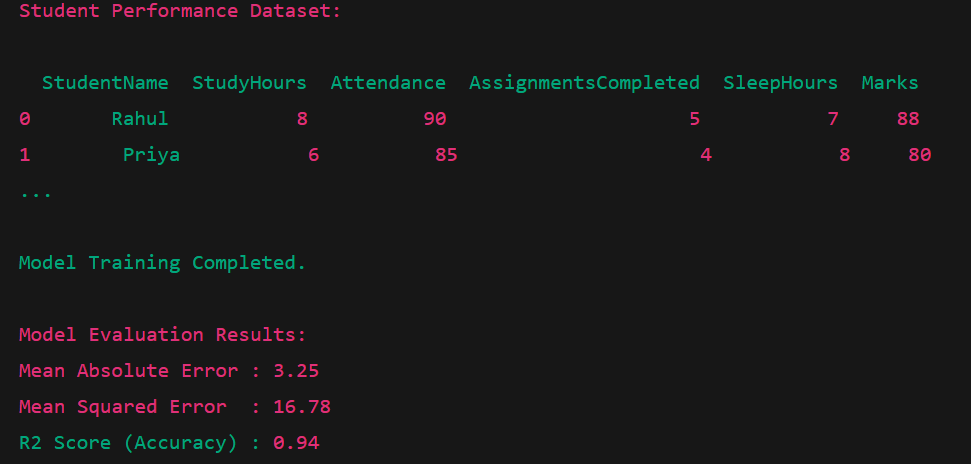 Student Performance Dataset:
StudentName StudyHours Attendance AssignmentsCompleted SleepHours Marks
0 Rahul 8 90 5 7 88
1 Priya 6 85 4 8 80
...
Model Training Completed.
Model Evaluation Results:
Mean Absolute Error : 3.25
Mean Squared Error : 16.78
R2 Score (Accuracy) : 0.94